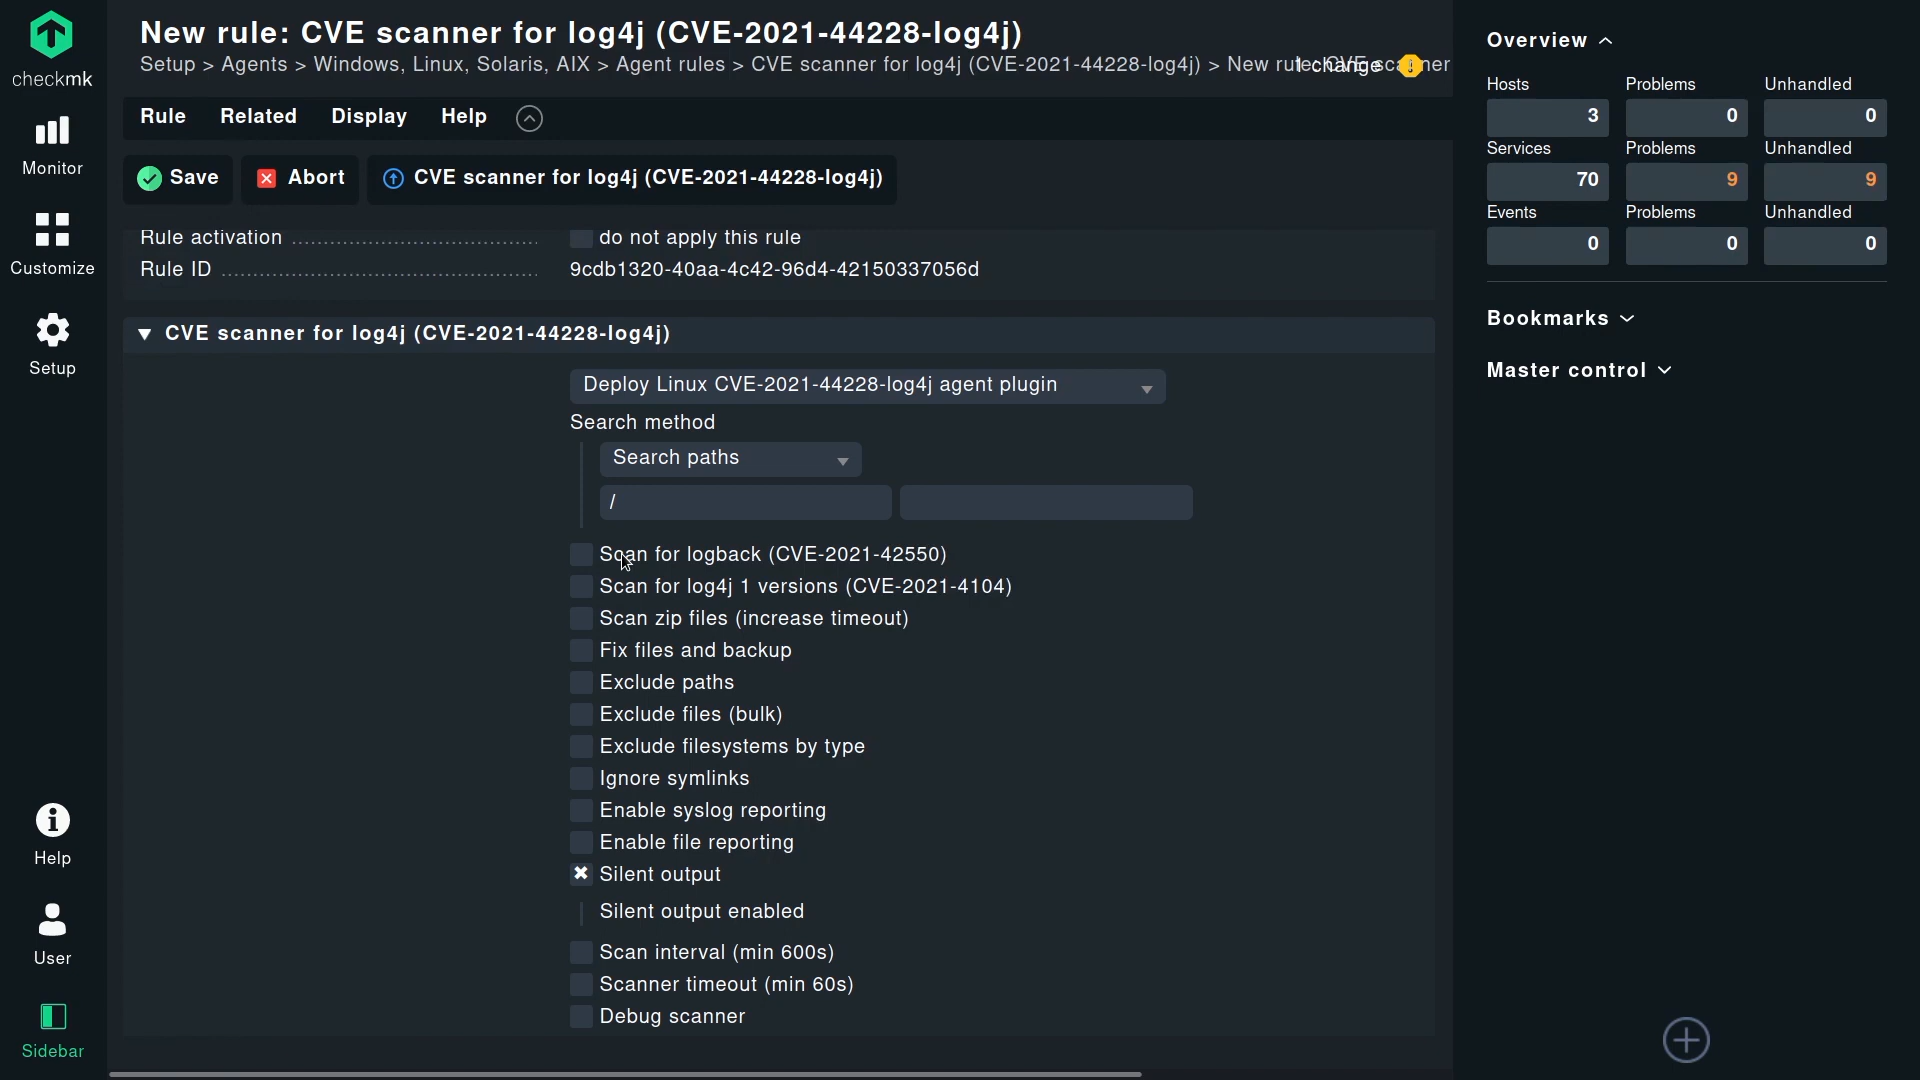 New rule: CVE scanner for log4j (CVE-2021-44228-log4j)
Setup > Agents > Windows, Linux, Solaris, AIX > Agent rules > CVE scanner for log4j (CVE-2021-44228-log4j) > New rule: CVE scanner
1 change
checkmk
Monitor
Customize
Setup
Help
User
Sidebar
Rule Related Display Help
Save Abort CVE scanner for log4j (CVE-2021-44228-log4j)
Rule activation do not apply this rule
Rule ID 9cdb1320-40aa-4c42-96d4-42150337056d
CVE scanner for log4j (CVE-2021-44228-log4j)
Deploy Linux CVE-2021-44228-log4j agent plugin
Search method
Search paths
/
Scan for logback (CVE-2021-42550)
Scan for log4j 1 versions (CVE-2021-4104)
Scan zip files (increase timeout)
Fix files and backup
Exclude paths
Exclude files (bulk)
Exclude filesystems by type
Ignore symlinks
Enable syslog reporting
Enable file reporting
Silent output
Silent output enabled
Scan interval (min 600s)
Scanner timeout (min 60s)
Debug scanner
Overview
Hosts Problems Unhandled
3 0 0
Services Problems Unhandled
70 9 9
Events Problems Unhandled
0 0 0
Bookmarks
Master control